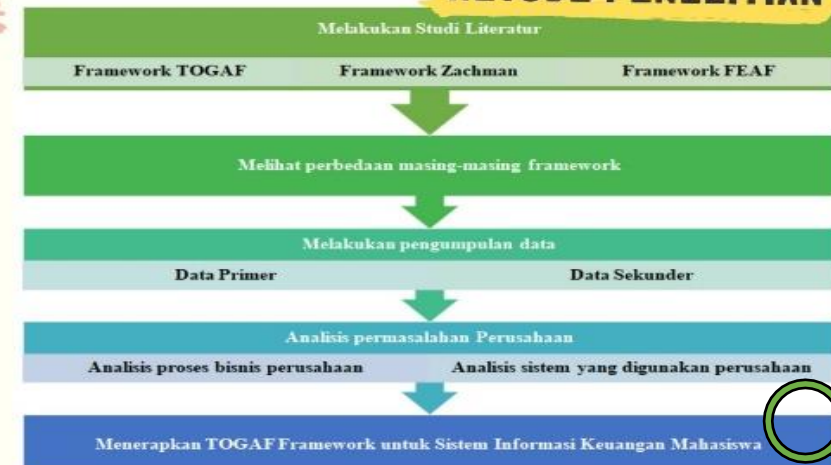 PENELITIAN
Melakukan Studi Literatur
Framework TOGAF Framework Zachman Framework FEAF
Melihat perbedaan masing-masing framework
Melakukan pengumpulan data
Data Primer Data Sekunder
Analisis permasalahan Perusahaan
Analisis proses bisnis perusahaan Analisis sistem yang digunakan perusahaan
Menerapkan TOGAF Framework untuk Sistem Informasi Keuangan Mahasiswa